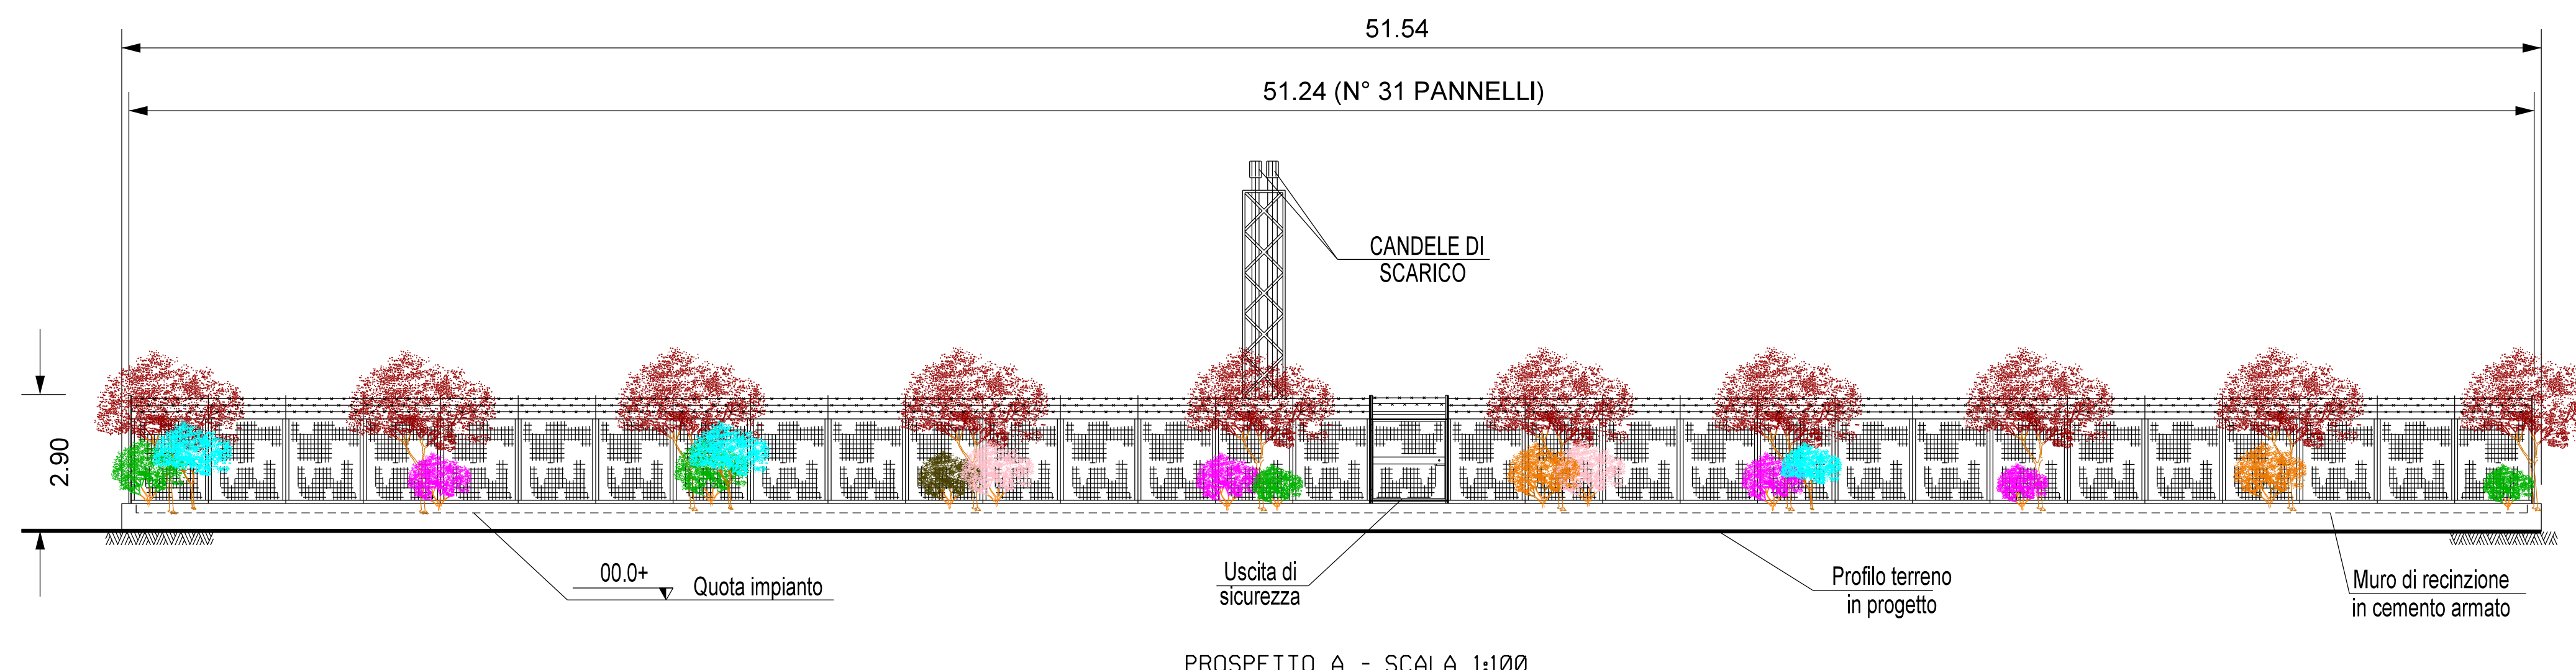 51.54
51.24 (N° 31 PANNELLI)
CANDELE DI
SCARICO
2.90
00.0+
Quota impianto
Uscita di
sicurezza
Profilo terreno
in progetto
Muro di recinzione
in cemento armato
PROSPETTO A - SCALA 1:100